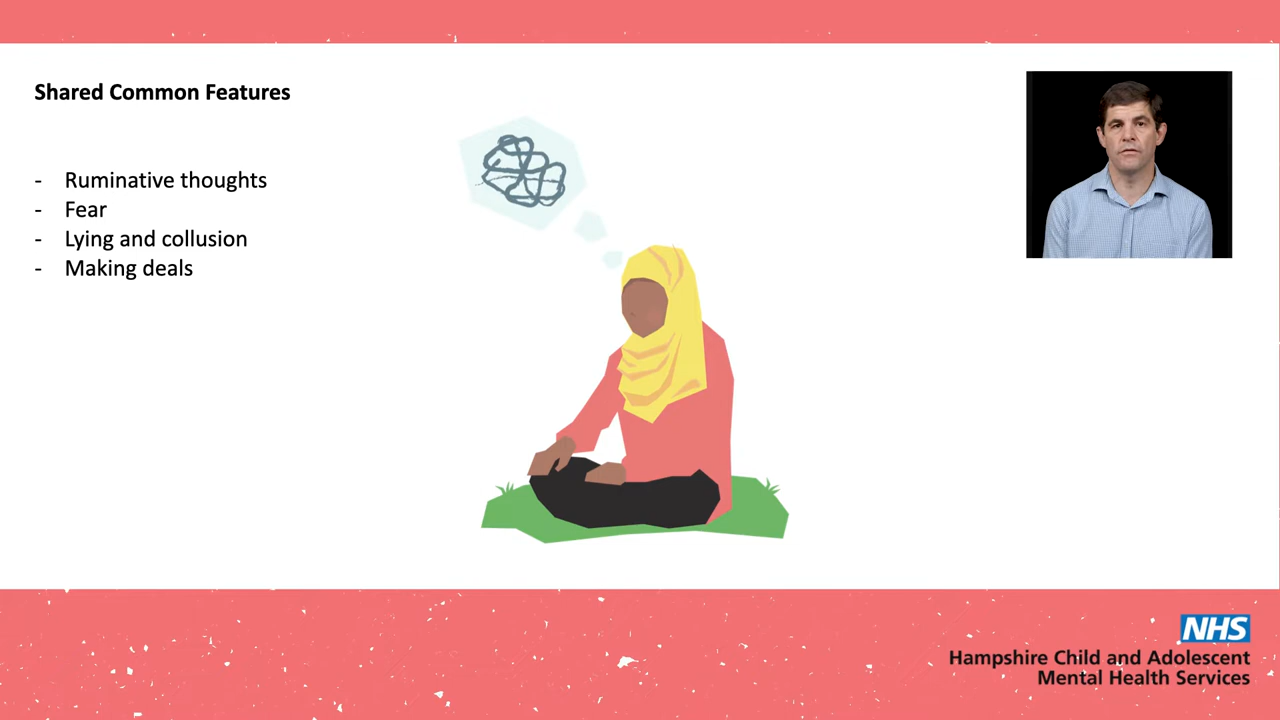 Shared Common Features
- Ruminative thoughts
- Fear
- Lying and collusion
- Making deals
NHS
Hampshire Child and Adolescent
Mental Health Services